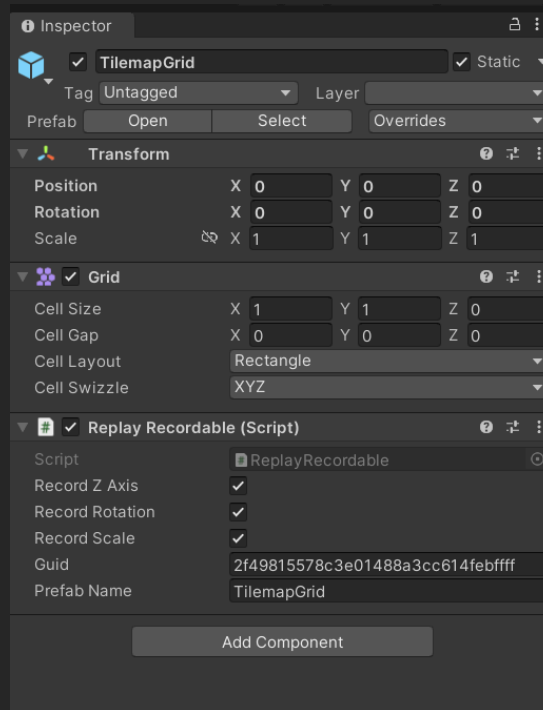 Inspector
TilemapGrid Static
Tag Untagged Layer
Prefab Open Select Overrides
Transform
Position X 0 Y 0 Z 0
Rotation X 0 Y 0 Z 0
Scale X 1 Y 1 Z 1
Grid
Cell Size X 1 Y 1 Z 0
Cell Gap X 0 Y 0 Z 0
Cell Layout Rectangle
Cell Swizzle XYZ
# Replay Recordable (Script)
Script # ReplayRecordable
Record Z Axis
Record Rotation
Record Scale
Guid 2f49815578c3e01488a3cc614febffff
Prefab Name TilemapGrid
Add Component